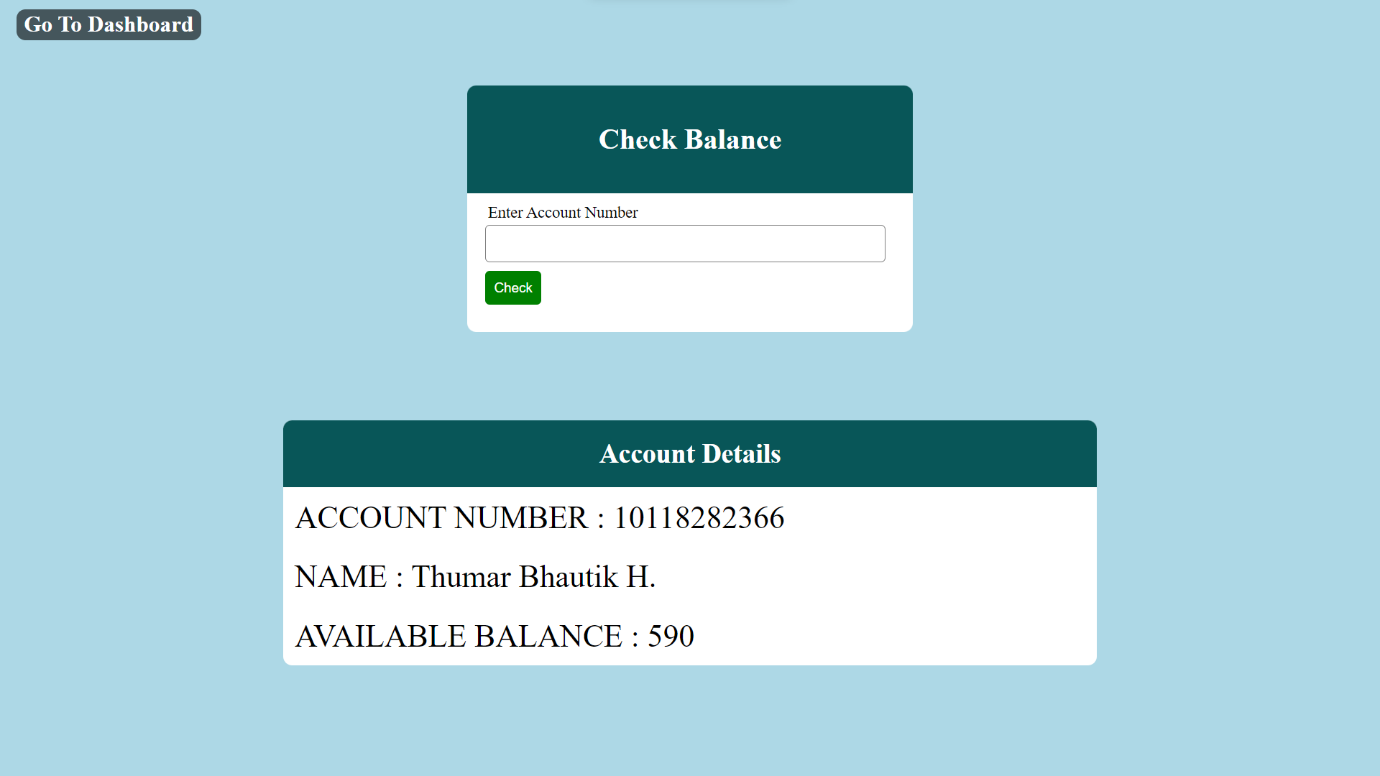 Go To Dashboard
Check Balance
Enter Account Number
Check
Account Details
ACCOUNT NUMBER : 10118282366
NAME : Thumar Bhautik H.
AVAILABLE BALANCE : 590